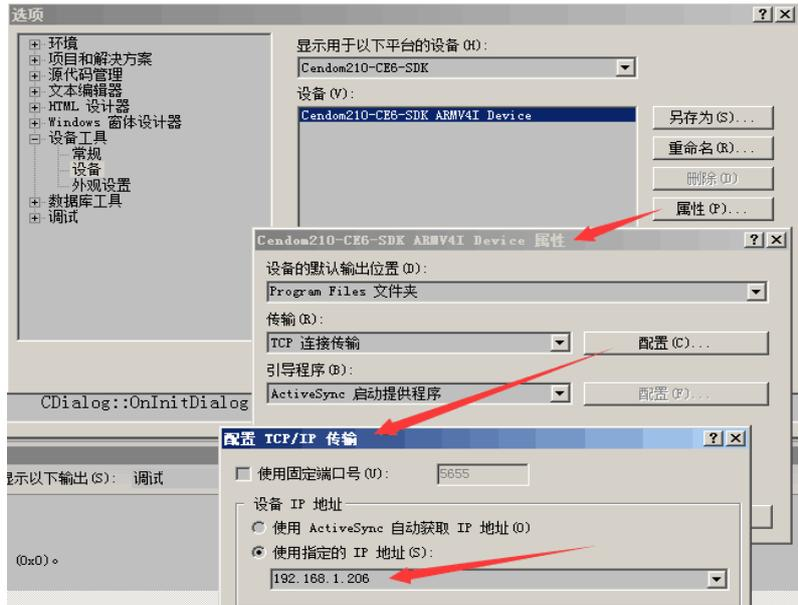 选项
环境
项目和解决方案
源代码管理
文本编辑器
HTML 设计器
Windows 窗体设计器
设备工具
常规
设备
外观设置
数据库工具
调试
显示用于以下平台的设备(H):
Cendom210-CE6-SDK
设备(V):
Cendom210-CE6-SDK ARMV4I Device
另存为(S)...
重命名(R)...
删除(D)
属性(P)...
Cendom210-CE6-SDK ARMV4I Device 属性
设备的默认输出位置(D):
Program Files 文件夹
传输(R):
TCP 连接传输
配置(C)...
引导程序(B):
ActiveSync 启动提供程序
配置(F)...
CDialog::OnInitDialog
显示以下输出(S): 调试
(0x0)。
配置 TCP/IP 传输
使用固定端口号(U):
5655
设备 IP 地址
使用 ActiveSync 自动获取 IP 地址(O)
使用指定的 IP 地址(S):
192.168.1.206